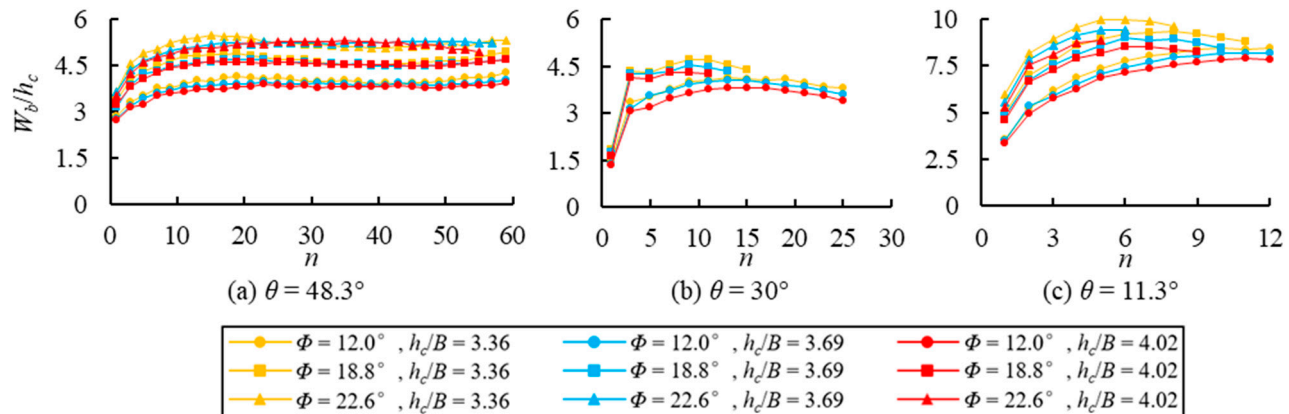 W_b/h_c
6
4.5
3
1.5
0
0 10 20 30 40 50 60
n
(a) θ = 48.3°
6
4.5
3
1.5
0
0 5 10 15 20 25 30
n
(b) θ = 30°
10
7.5
5
2.5
0
0 3 6 9 12
n
(c) θ = 11.3°
Φ = 12.0° , h_c/B = 3.36 Φ = 12.0° , h_c/B = 3.69 Φ = 12.0° , h_c/B = 4.02
Φ = 18.8° , h_c/B = 3.36 Φ = 18.8° , h_c/B = 3.69 Φ = 18.8° , h_c/B = 4.02
Φ = 22.6° , h_c/B = 3.36 Φ = 22.6° , h_c/B = 3.69 Φ = 22.6° , h_c/B = 4.02